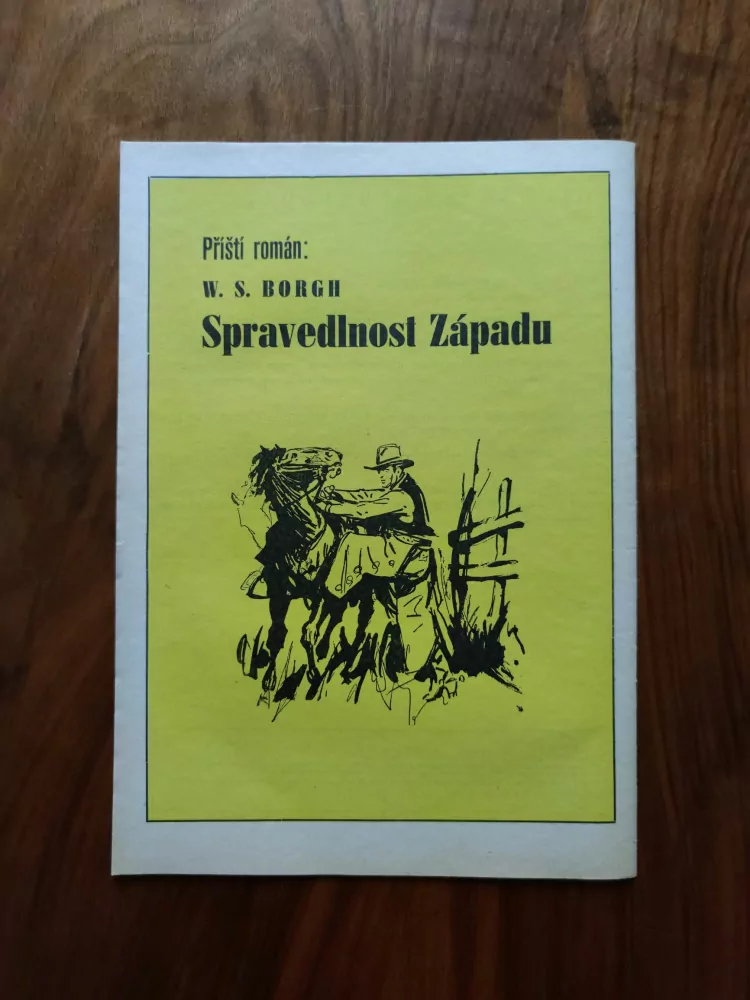 Příští román:
W. S. BORGH
Spravedlnost Západu